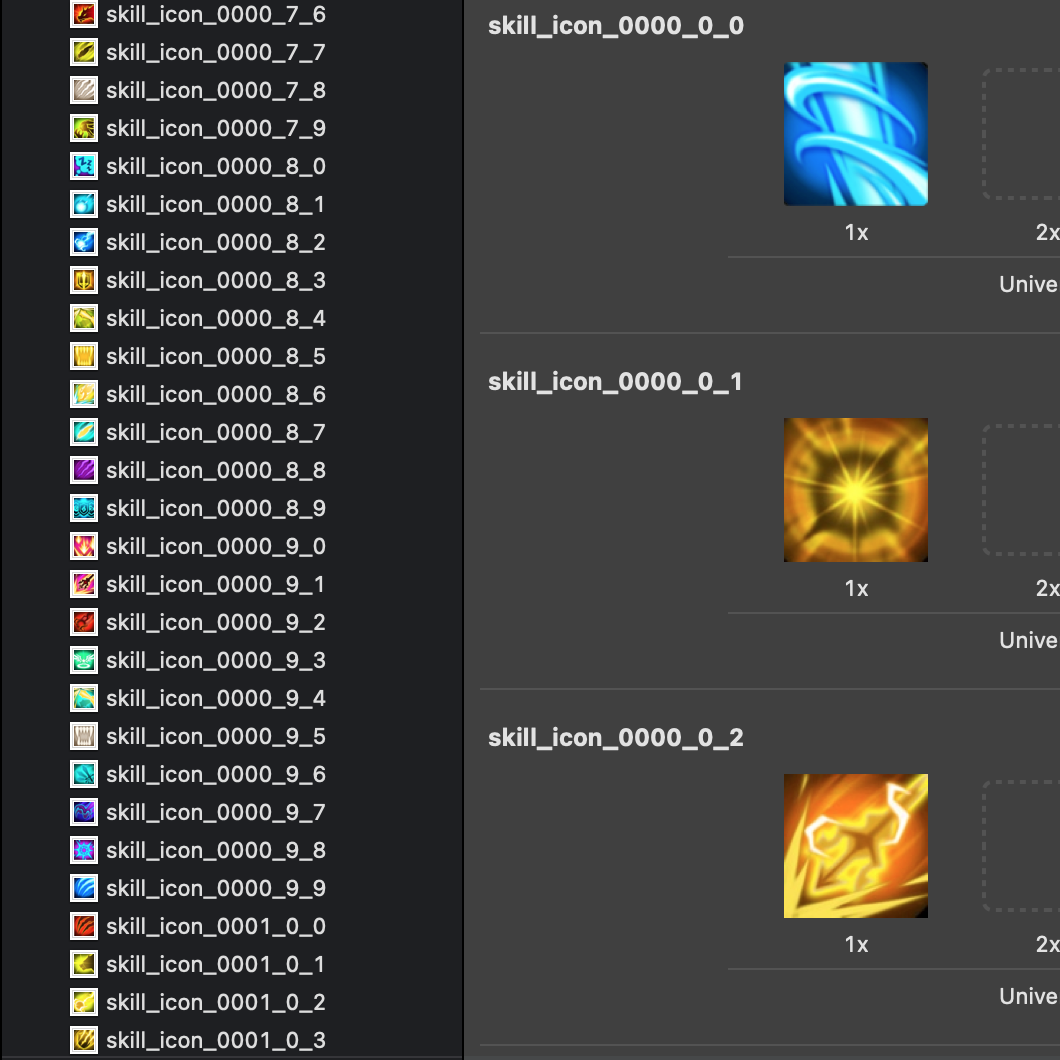 skill_icon_0000_7_6
skill_icon_0000_7_7
skill_icon_0000_7_8
skill_icon_0000_7_9
skill_icon_0000_8_0
skill_icon_0000_8_1
skill_icon_0000_8_2
skill_icon_0000_8_3
skill_icon_0000_8_4
skill_icon_0000_8_5
skill_icon_0000_8_6
skill_icon_0000_8_7
skill_icon_0000_8_8
skill_icon_0000_8_9
skill_icon_0000_9_0
skill_icon_0000_9_1
skill_icon_0000_9_2
skill_icon_0000_9_3
skill_icon_0000_9_4
skill_icon_0000_9_5
skill_icon_0000_9_6
skill_icon_0000_9_7
skill_icon_0000_9_8
skill_icon_0000_9_9
skill_icon_0001_0_0
skill_icon_0001_0_1
skill_icon_0001_0_2
skill_icon_0001_0_3
skill_icon_0000_0_0
1x
2x
Unive
skill_icon_0000_0_1
1x
2x
Unive
skill_icon_0000_0_2
1x
2x
Unive